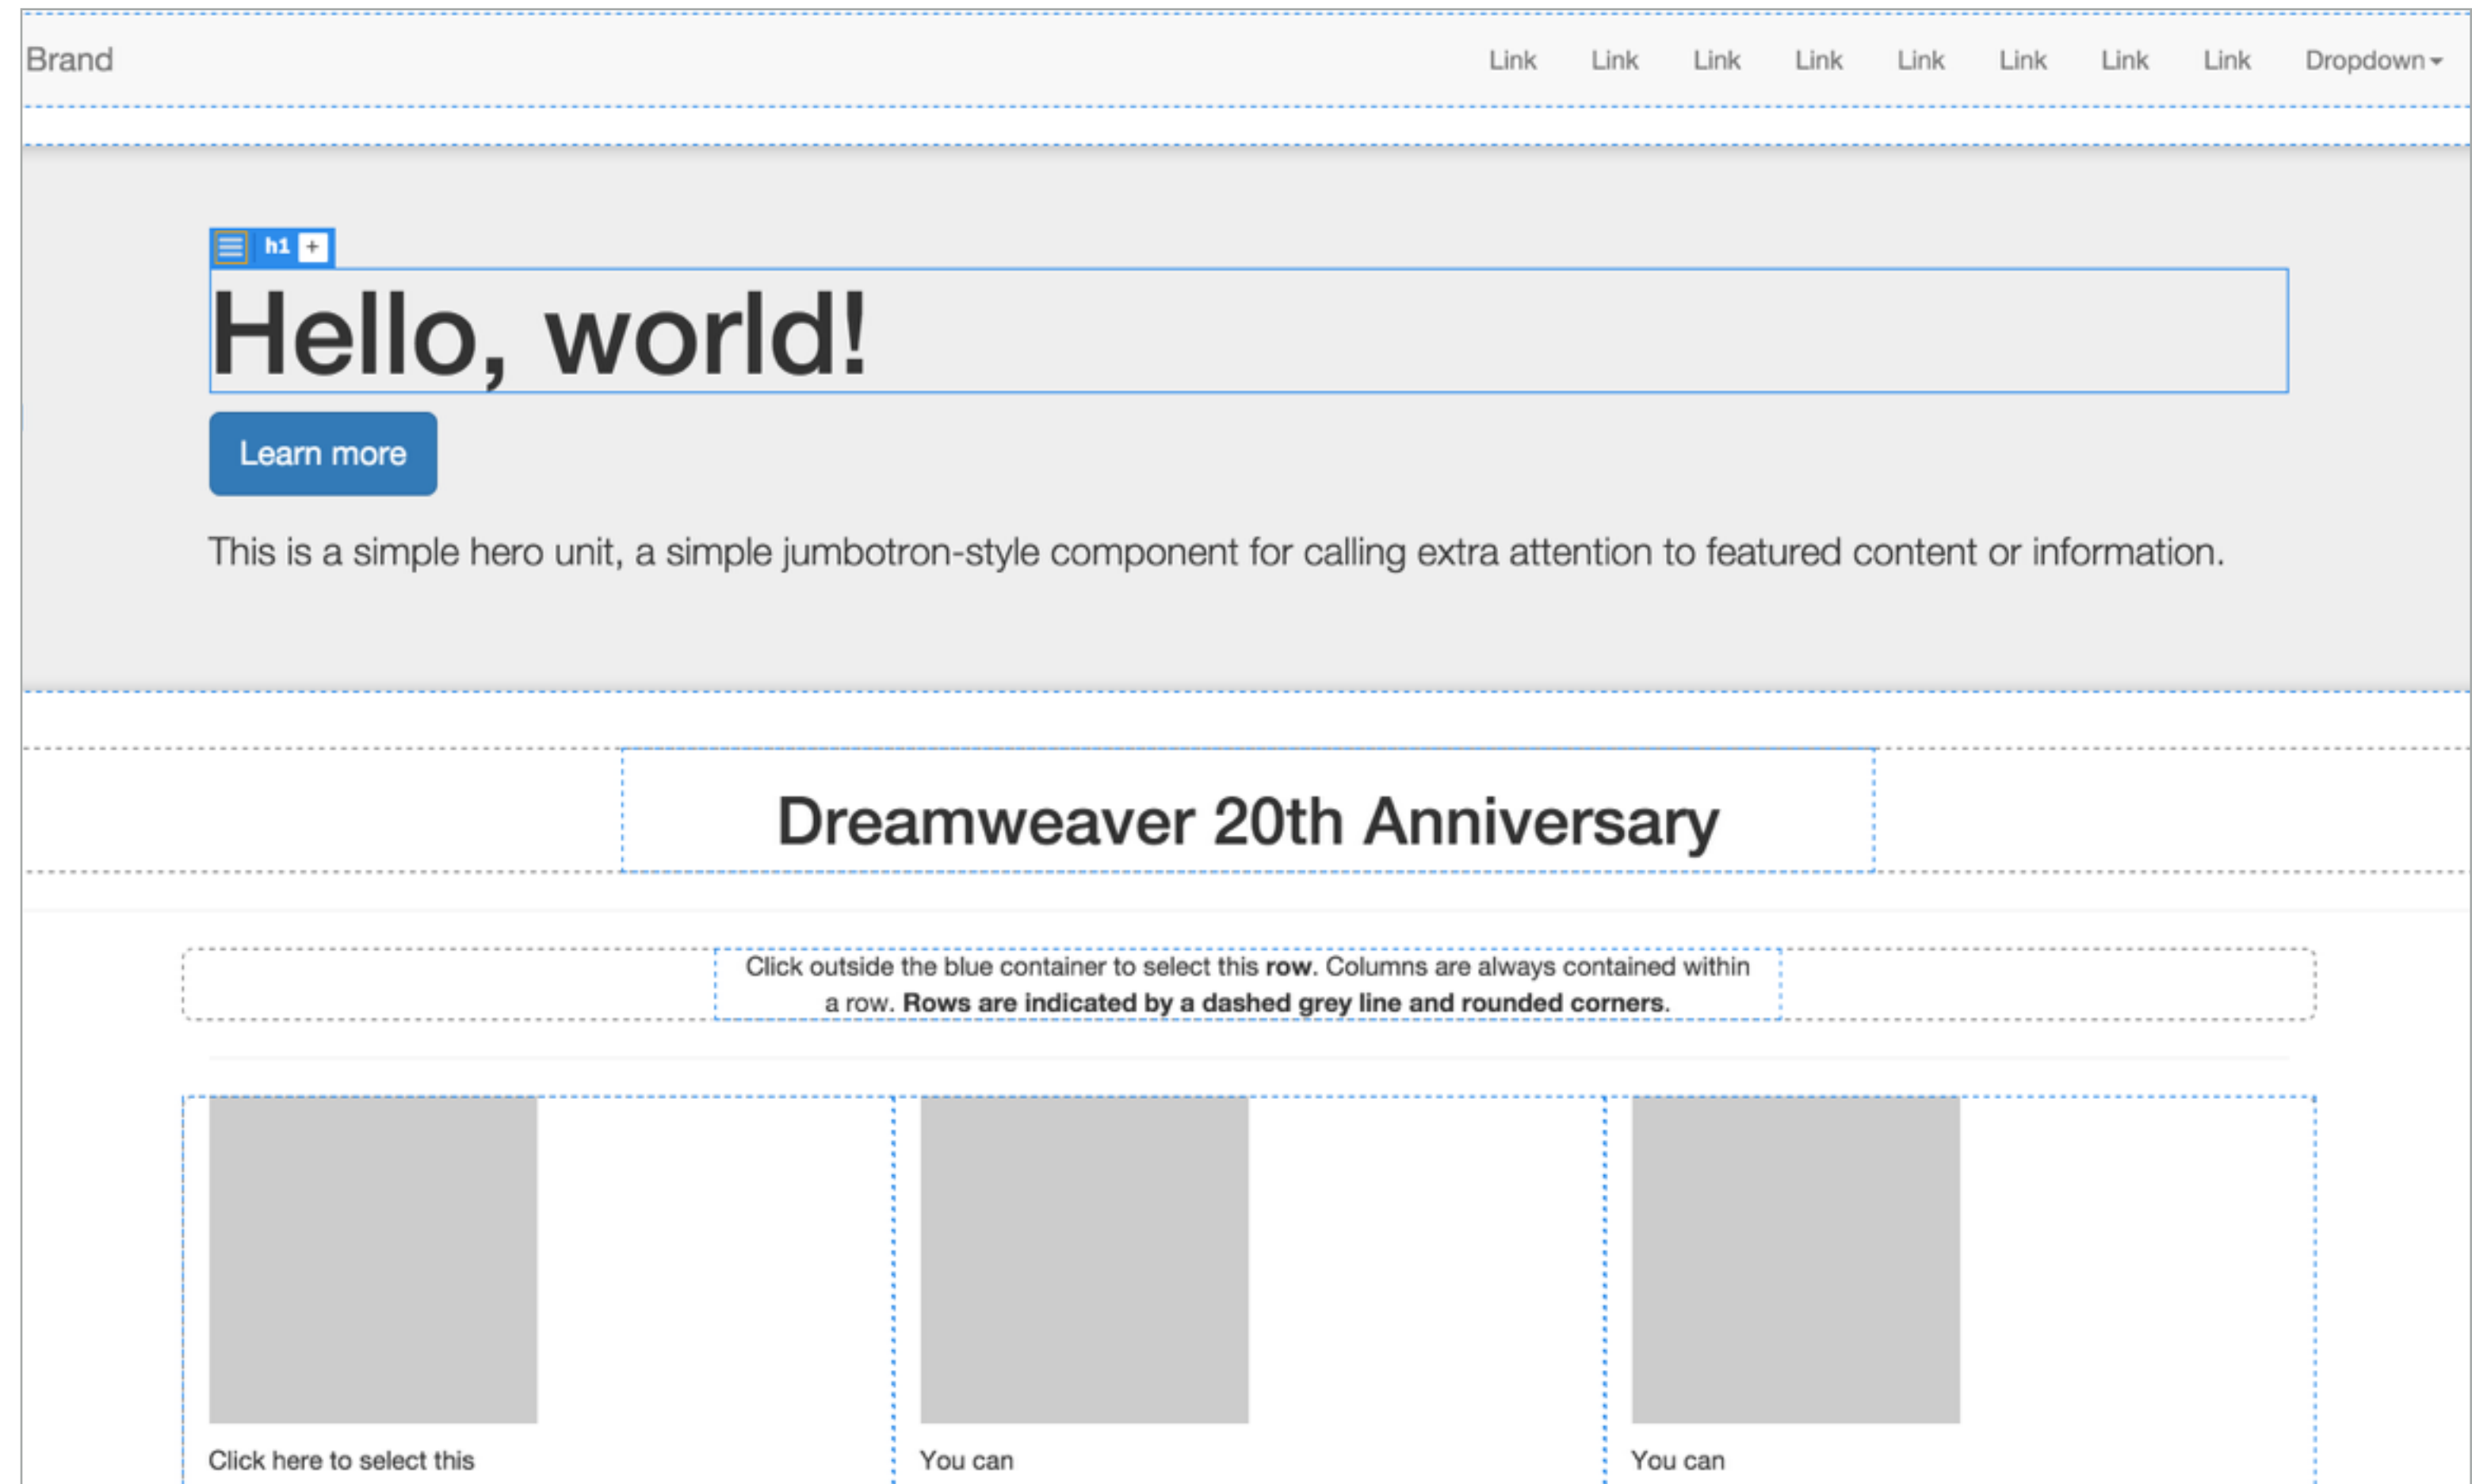 Brand Link Link Link Link Link Link Link Link Dropdown
h1 +
Hello, world!
Learn more
This is a simple hero unit, a simple jumbotron-style component for calling extra attention to featured content or information.
Dreamweaver 20th Anniversary
Click outside the blue container to select this row. Columns are always contained within
a row. Rows are indicated by a dashed grey line and rounded corners.
Click here to select this
You can
You can